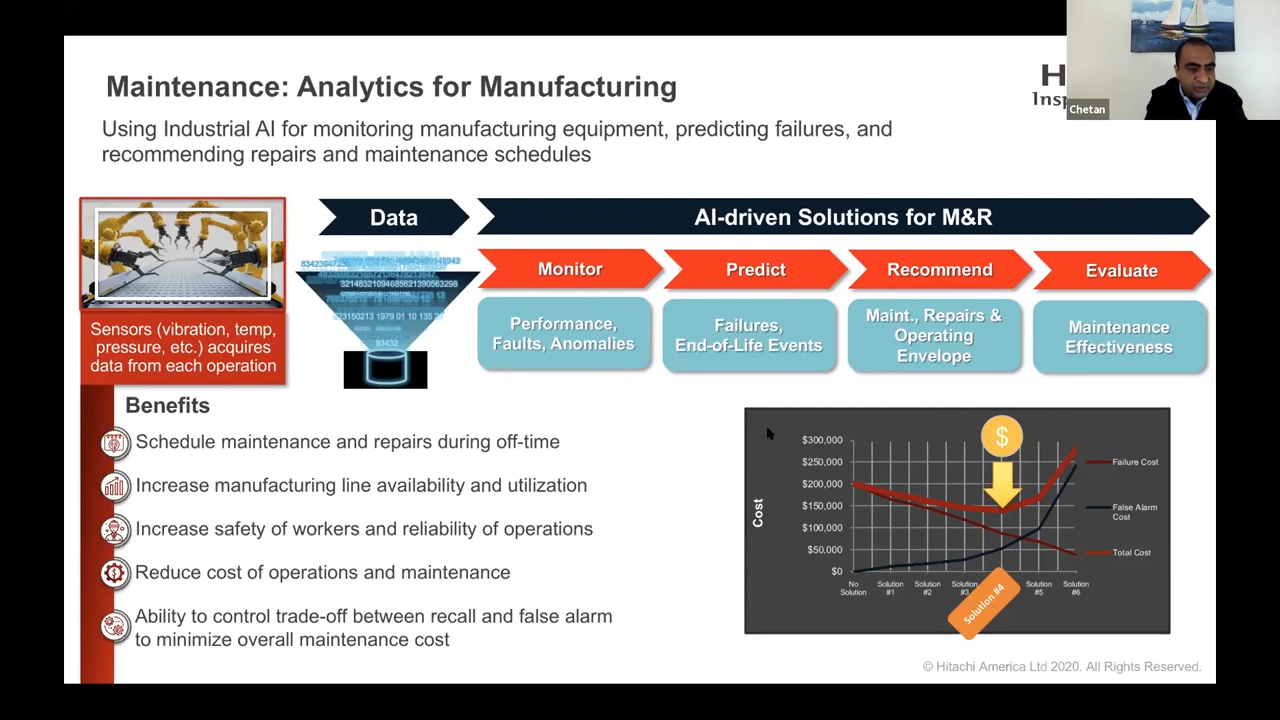 Maintenance: Analytics for Manufacturing
H
Insp
Chetan
Using Industrial AI for monitoring manufacturing equipment, predicting failures, and
recommending repairs and maintenance schedules
Data
AI-driven Solutions for M&R
Monitor
Predict
Recommend
Evaluate
Performance,
Faults, Anomalies
Failures,
End-of-Life Events
Maint., Repairs &
Operating
Envelope
Maintenance
Effectiveness
Sensors (vibration, temp,
pressure, etc.) acquires
data from each operation
93432
Benefits
Schedule maintenance and repairs during off-time
Increase manufacturing line availability and utilization
Increase safety of workers and reliability of operations
Reduce cost of operations and maintenance
Ability to control trade-off between recall and false alarm
to minimize overall maintenance cost
$
Cost
$300,000
$250,000
$200,000
$150,000
$100,000
$50,000
$0
No
Solution
Solution
#1
Solution
#2
Solution
#3
Solution #4
Solution
#5
Solution
#6
Failure Cost
False Alarm
Cost
Total Cost
© Hitachi America Ltd 2020. All Rights Reserved.